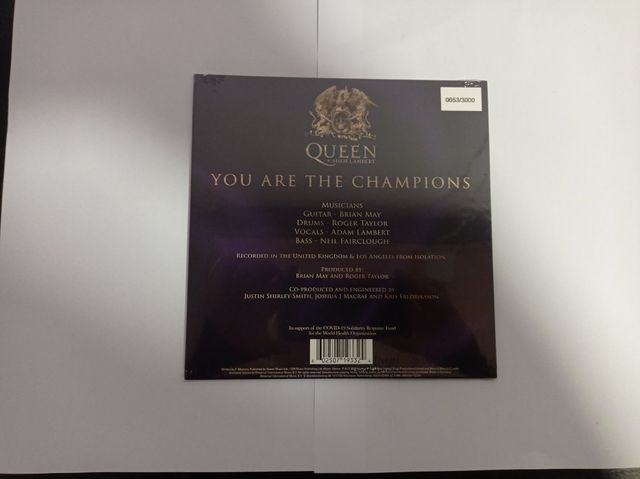 0653/3000
QUEEN
+ ADAM LAMBERT
YOU ARE THE CHAMPIONS
MUSICIANS
GUITAR - BRIAN MAY
DRUMS - ROGER TAYLOR
VOCALS - ADAM LAMBERT
BASS - NEIL FAIRCLOUGH
RECORDED IN THE UNITED KINGDOM & LOS ANGELES FROM ISOLATION
PRODUCED BY:
BRIAN MAY AND ROGER TAYLOR
CO-PRODUCED AND ENGINEERED BY
JUSTIN SHIRLEY-SMITH, JOSHUA J MACRAE AND KRIS FREDRIKSSON
In support of the COVID-19 Solidarity Response Fund
for the World Health Organization